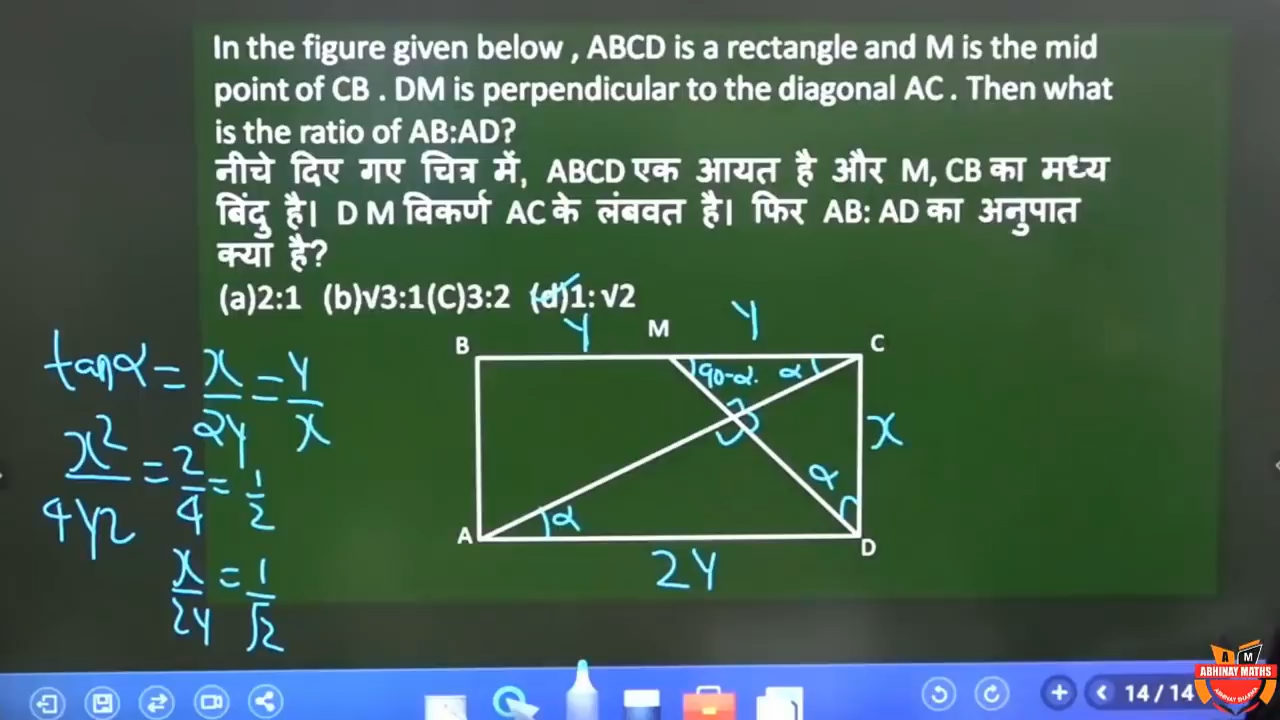 In the figure given below , ABCD is a rectangle and M is the mid
point of CB . DM is perpendicular to the diagonal AC . Then what
is the ratio of AB:AD?
नीचे दिए गए चित्र में, ABCD एक आयत है और M, CB का मध्य
बिंदु है। D M विकर्ण AC के लंबवत है। फिर AB: AD का अनुपात
क्या है?
(a)2:1 (b)√3:1(C)3:2 (d)1: √2
y M y
B C
tanα = x/2y = y/x
90-α. α
x
x²/4y2 = 2/4 = 1/2
α
A α D
2y
x/2y = 1/√2
A M
ABHINAY MATHS
ABHINAY SHARMA
14 / 14